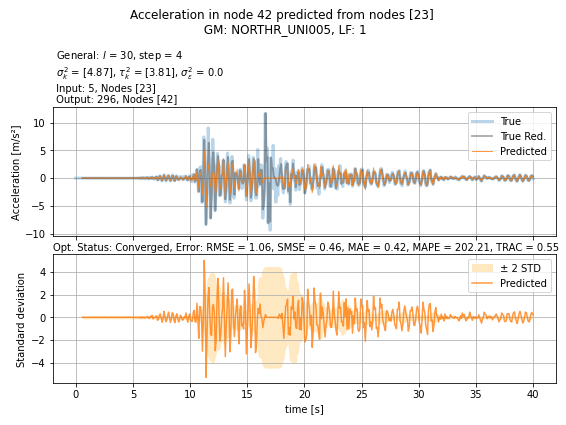 Acceleration in node 42 predicted from nodes [23]
GM: NORTHR_UNI005, LF: 1
General: l = 30, step = 4
σ²ₖ = [4.87], τ²ₖ = [3.81], σ²ε = 0.0
Input: 5, Nodes [23]
Output: 296, Nodes [42]
Acceleration [m/s²]
10
5
0
−5
−10
True
True Red.
Predicted
Opt. Status: Converged, Error: RMSE = 1.06, SMSE = 0.46, MAE = 0.42, MAPE = 202.21, TRAC = 0.55
Standard deviation
4
2
0
−2
−4
± 2 STD
Predicted
0 5 10 15 20 25 30 35 40
time [s]